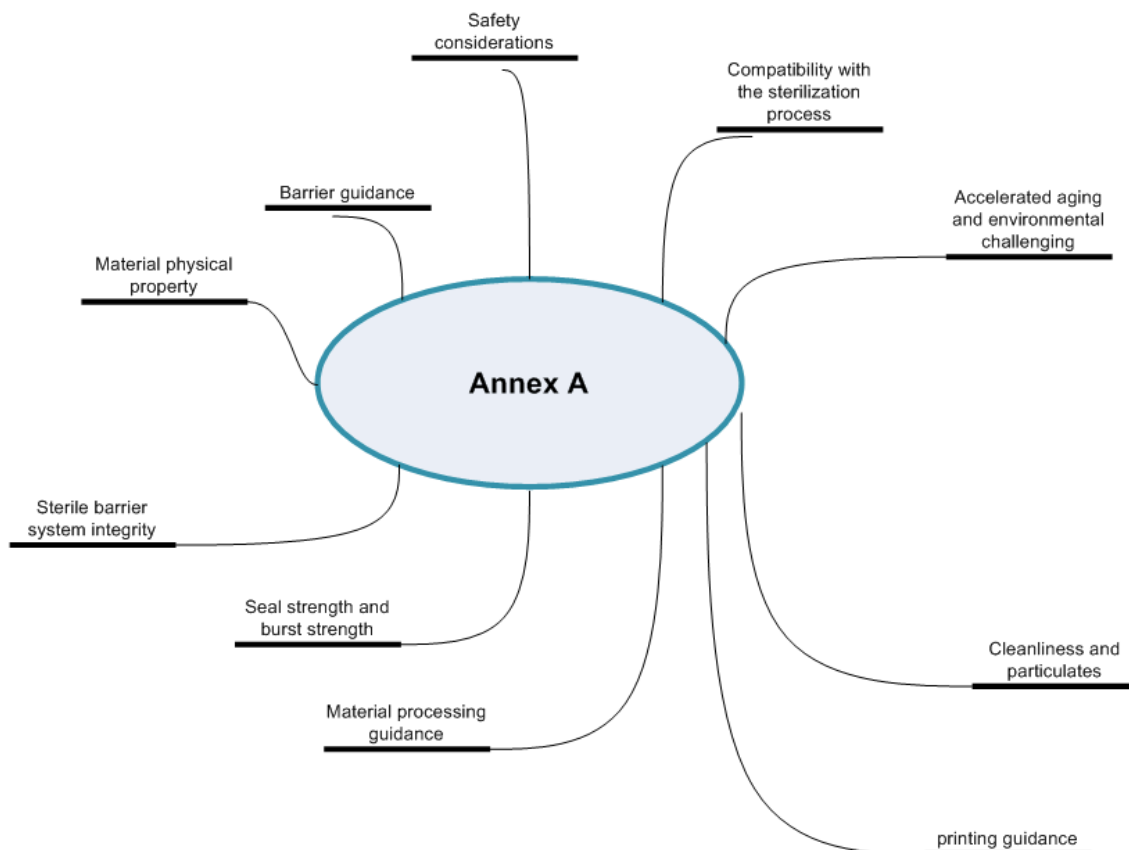 Safety
considerations
Compatibility with
the sterilization
process
Barrier guidance
Accelerated aging
and environmental
challenging
Material physical
property
Annex A
Sterile barrier
system integrity
Seal strength and
burst strength
Cleanliness and
particulates
Material processing
guidance
printing guidance